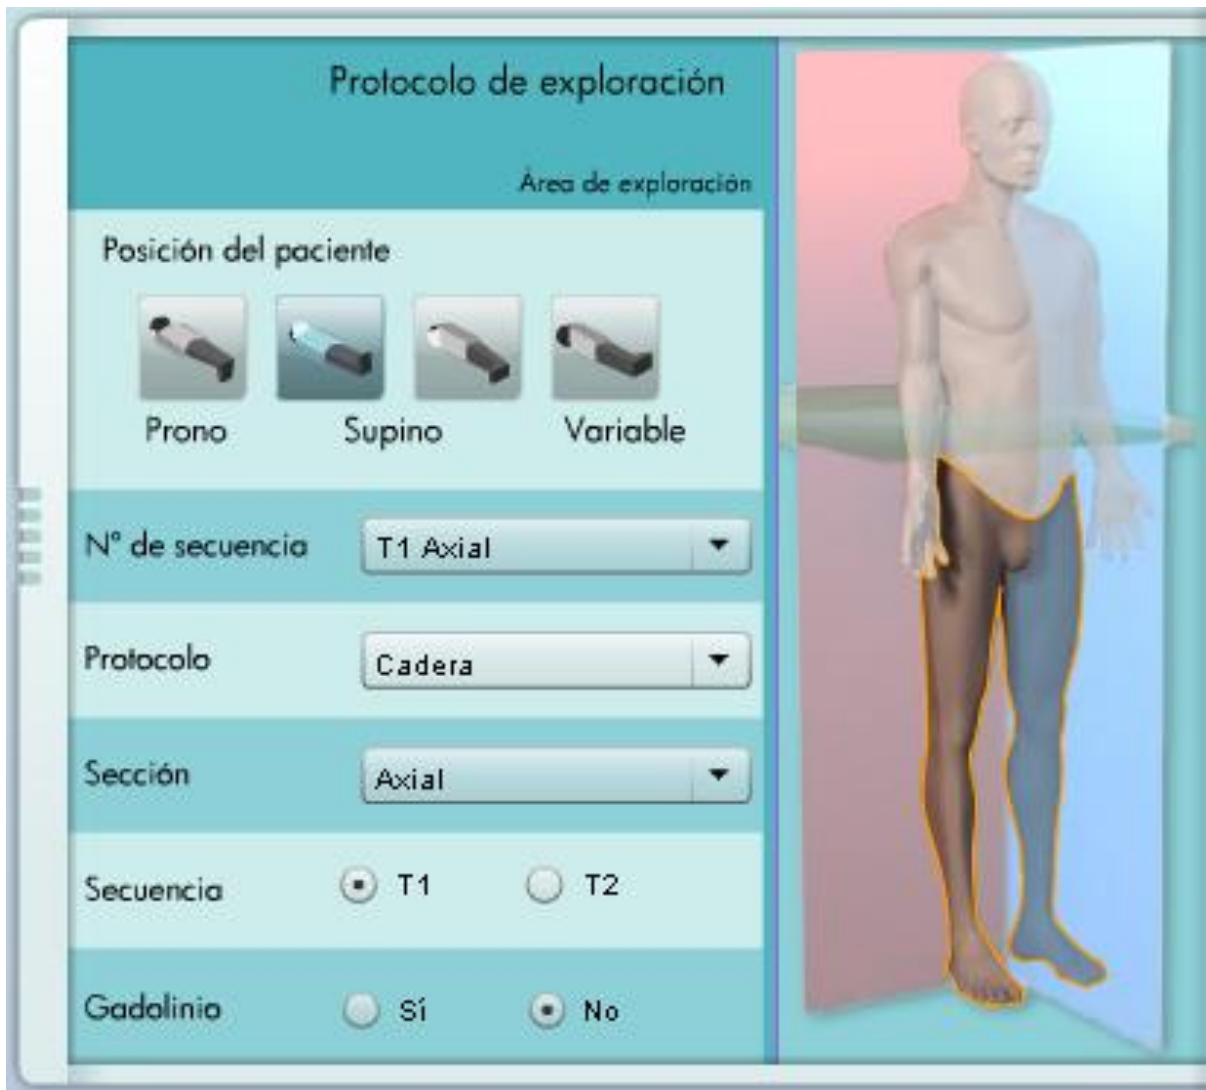 Protocolo de exploración
Área de exploración
Posición del paciente
Prono Supino Variable
N° de secuencia T1 Axial
Protocolo Cadera
Sección Axial
Secuencia T1 T2
Gadolinio Sí No